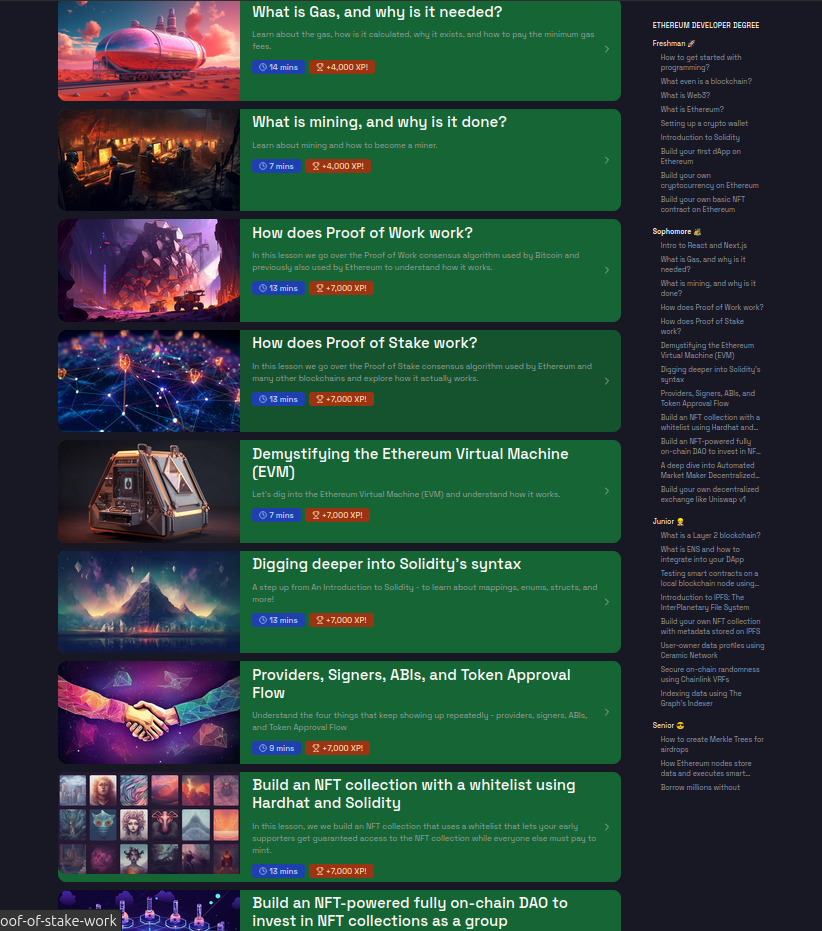 What is Gas, and why is it needed?
Learn about the gas, how is it calculated, why it exists, and how to pay the minimum gas
fees.
14 mins +4,000 XP!
What is mining, and why is it done?
Learn about mining and how to become a miner.
7 mins +4,000 XP!
How does Proof of Work work?
In this lesson we go over the Proof of Work consensus algorithm used by Bitcoin and
previously also used by Ethereum to understand how it works.
13 mins +7,000 XP!
How does Proof of Stake work?
In this lesson we go over the Proof of Stake consensus algorithm used by Ethereum and
many other blockchains and explore how it actually works.
13 mins +7,000 XP!
Demystifying the Ethereum Virtual Machine
(EVM)
Let's dig into the Ethereum Virtual Machine (EVM) and understand how it works.
7 mins +7,000 XP!
Digging deeper into Solidity's syntax
A step up from An Introduction to Solidity - to learn about mappings, enums, structs, and
more!
13 mins +7,000 XP!
Providers, Signers, ABIs, and Token Approval
Flow
Understand the four things that keep showing up repeatedly - providers, signers, ABIs,
and Token Approval Flow
9 mins +7,000 XP!
Build an NFT collection with a whitelist using
Hardhat and Solidity
In this lesson, we we build an NFT collection that uses a whitelist that lets your early
supporters get guaranteed access to the NFT collection while everyone else must pay to
mint.
13 mins +7,000 XP!
Build an NFT-powered fully on-chain DAO to
invest in NFT collections as a group
oof-of-stake-work
ETHEREUM DEVELOPER DEGREE
Freshman 🚀
How to get started with
programming?
What even is a blockchain?
What is Web3?
What is Ethereum?
Setting up a crypto wallet
Introduction to Solidity
Build your first dApp on
Ethereum
Build your own
cryptocurrency on Ethereum
Build your own basic NFT
contract on Ethereum
Sophomore 🏕️
Intro to React and Next.js
What is Gas, and why is it
needed?
What is mining, and why is it
done?
How does Proof of Work work?
How does Proof of Stake
work?
Demystifying the Ethereum
Virtual Machine (EVM)
Digging deeper into Solidity's
syntax
Providers, Signers, ABIs, and
Token Approval Flow
Build an NFT collection with a
whitelist using Hardhat and...
Build an NFT-powered fully
on-chain DAO to invest in NF...
A deep dive into Automated
Market Maker Decentralized...
Build your own decentralized
exchange like Uniswap v1
Junior 👷
What is a Layer 2 blockchain?
What is ENS and how to
integrate into your DApp
Testing smart contracts on a
local blockchain node using...
Introduction to IPFS: The
InterPlanetary File System
Build your own NFT collection
with metadata stored on IPFS
User-owner data profiles using
Ceramic Network
Secure on-chain randomness
using Chainlink VRFs
Indexing data using The
Graph's Indexer
Senior 😎
How to create Merkle Trees for
airdrops
How Ethereum nodes store
data and executes smart...
Borrow millions without